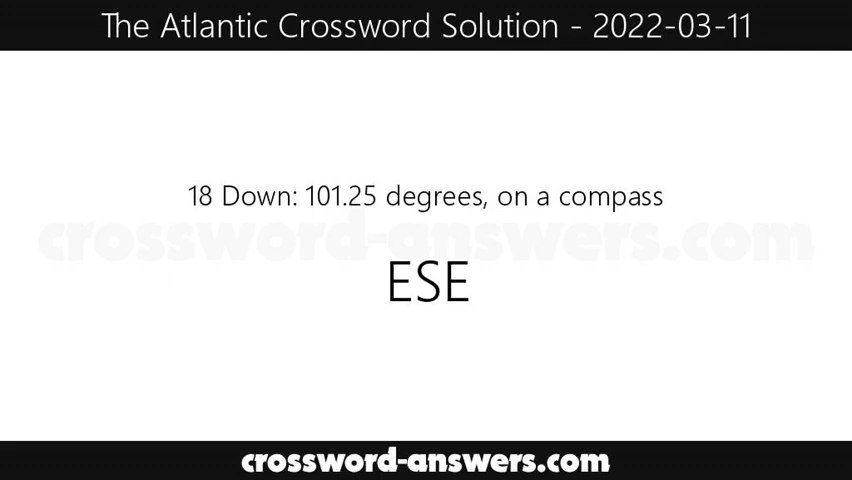 The Atlantic Crossword Solution - 2022-03-11
18 Down: 101.25 degrees, on a compass
crossword-answers.com
ESE
crossword-answers.com